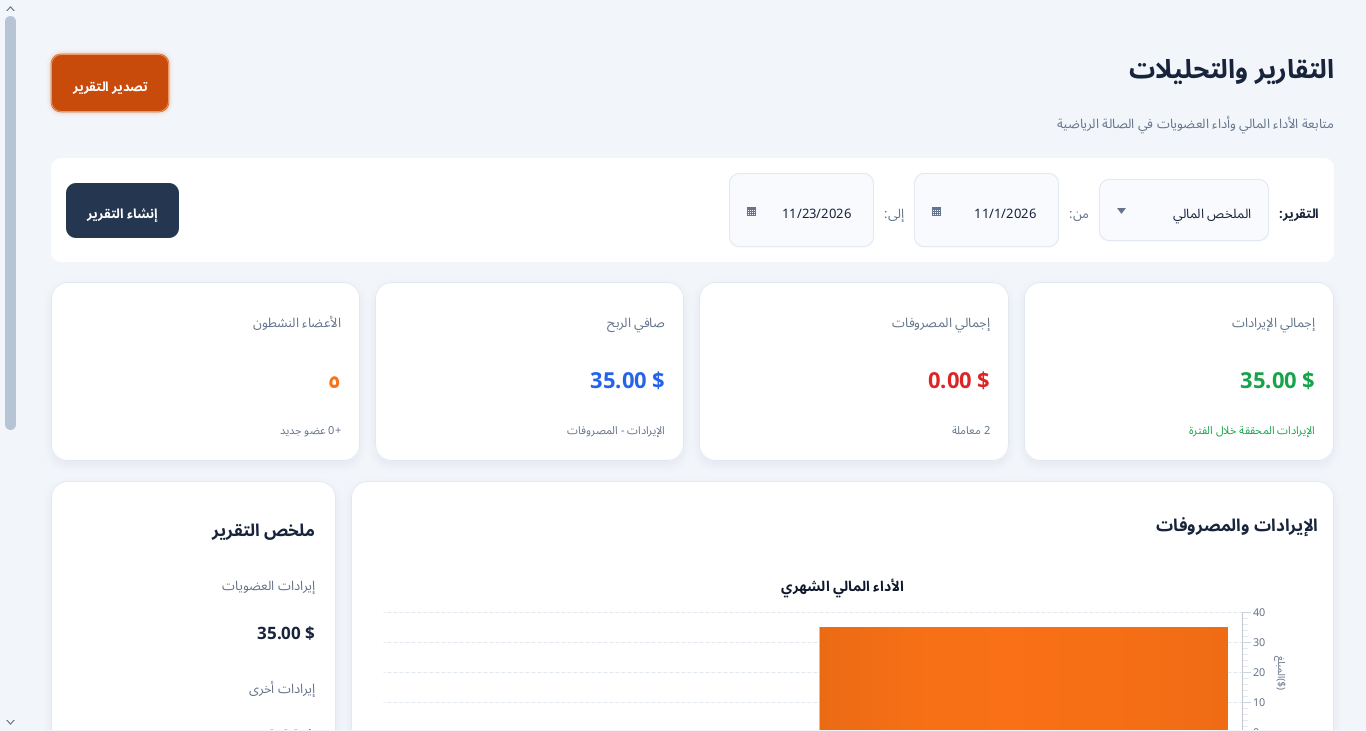 التقارير والتحليلات
تصدير التقرير
متابعة الأداء المالي وأداء العضويات في الصالة الرياضية
التقرير:
الملخص المالي
من:
11/1/2026
إلى:
11/23/2026
إنشاء التقرير
إجمالي الإيرادات
35.00 $
الإيرادات المحققة خلال الفترة
إجمالي المصروفات
0.00 $
2 معاملة
صافي الربح
35.00 $
الإيرادات - المصروفات
الأعضاء النشطون
٥
+0 عضو جديد
الإيرادات والمصروفات
الأداء المالي الشهري
40
30
20
10
المبلغ($)
ملخص التقرير
إيرادات العضويات
35.00 $
إيرادات أخرى